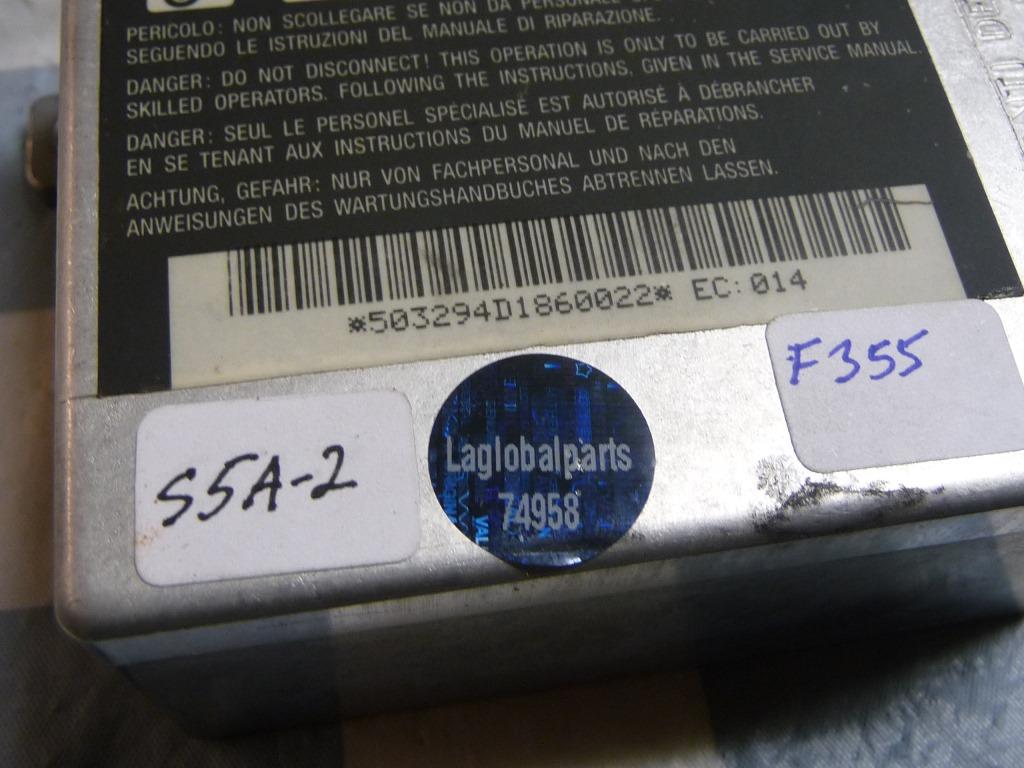 PERICOLO: NON SCOLLEGARE SE NON DA PERSONALE
SEGUENDO LE ISTRUZIONI DEL MANUALE DI RIPARAZIONE.
DANGER: DO NOT DISCONNECT! THIS OPERATION IS ONLY TO BE CARRIED OUT BY
SKILLED OPERATORS. FOLLOWING THE INSTRUCTIONS, GIVEN IN THE SERVICE MANUAL.
DANGER: SEUL LE PERSONEL SPÉCIALISÉ EST AUTORISÉ À DÉBRANCHER
EN SE TENANT AUX INSTRUCTIONS DU MANUEL DE RÉPARATIONS.
ACHTUNG, GEFAHR: NUR VON FACHPERSONAL UND NACH DEN
ANWEISUNGEN DES WARTUNGSHANDBUCHES ABTRENNEN LASSEN.
*503294D1860022* EC:014
F355
S5A-2
Laglobalparts
74958